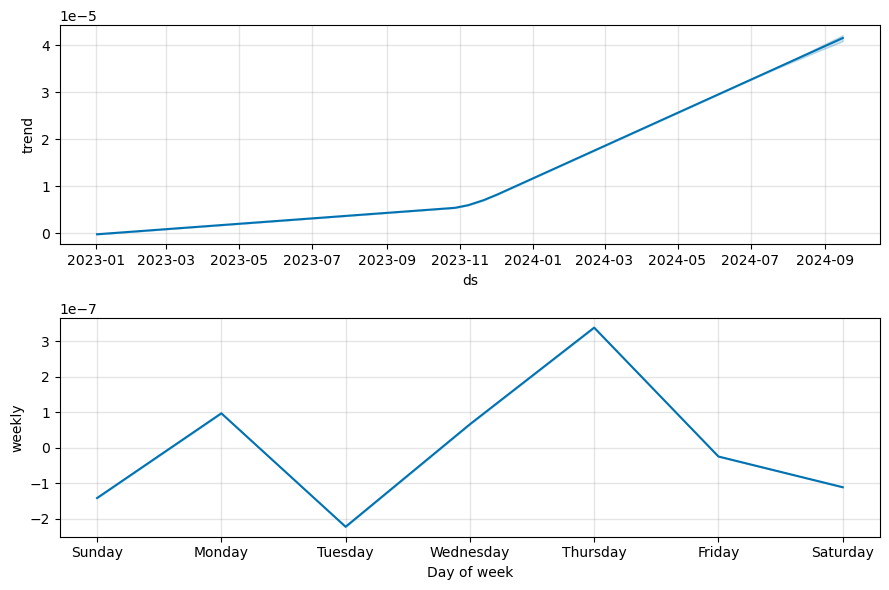 1e−5
4
3
2
1
0
trend
2023-01 2023-03 2023-05 2023-07 2023-09 2023-11 2024-01 2024-03 2024-05 2024-07 2024-09
ds
1e−7
3
2
1
0
−1
−2
weekly
Sunday Monday Tuesday Wednesday Thursday Friday Saturday
Day of week